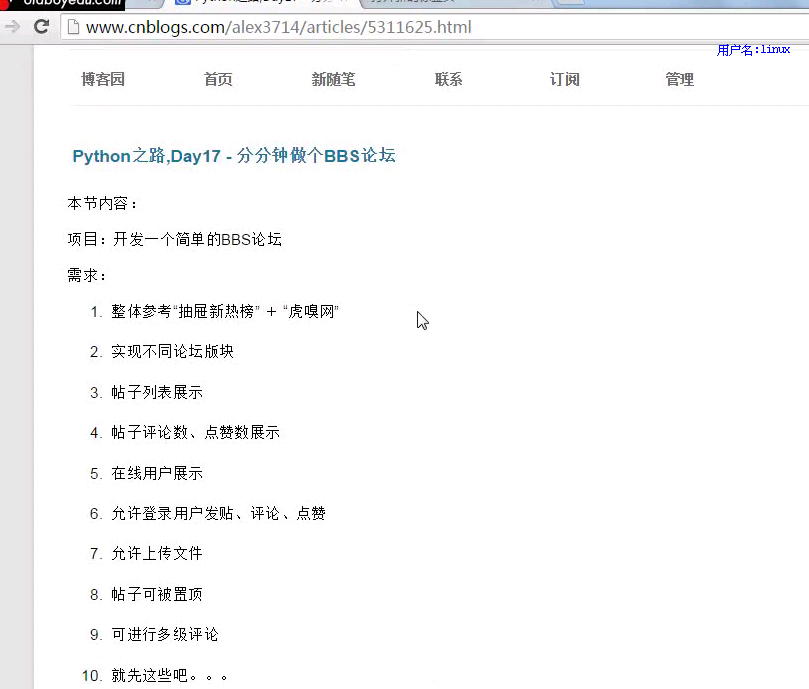 oldboyedu.com
www.cnblogs.com/alex3714/articles/5311625.html
用户名:linux
博客园 首页 新随笔 联系 订阅 管理
Python之路,Day17 - 分分钟做个BBS论坛
本节内容：
项目：开发一个简单的BBS论坛
需求：
1. 整体参考“抽屉新热榜” + “虎嗅网”
2. 实现不同论坛版块
3. 帖子列表展示
4. 帖子评论数、点赞数展示
5. 在线用户展示
6. 允许登录用户发贴、评论、点赞
7. 允许上传文件
8. 帖子可被置顶
9. 可进行多级评论
10. 就先这些吧。。。